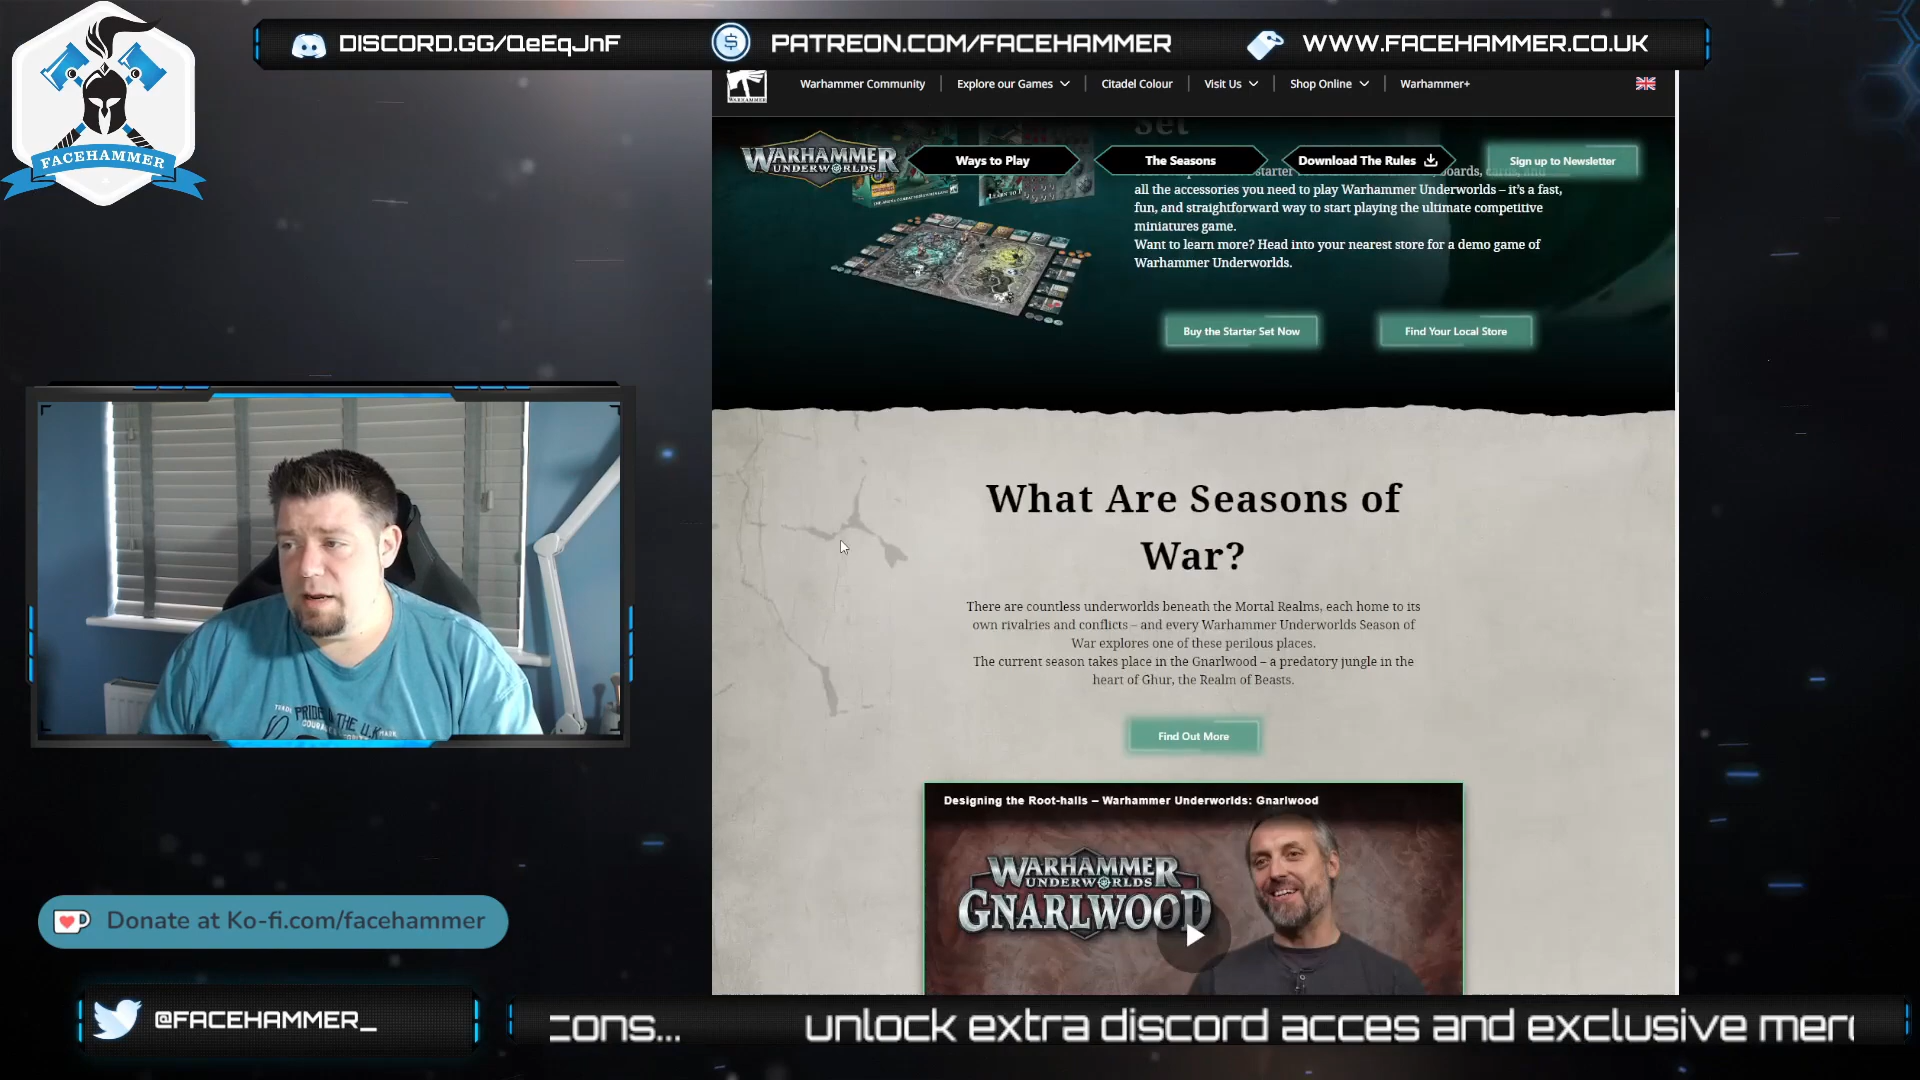 DISCORD.GG/QeEqJnF
PATREON.COM/FACEHAMMER
WWW.FACEHAMMER.CO.UK
FACEHAMMER
WARHAMMER
Warhammer Community
Explore our Games
Citadel Colour
Visit Us
Shop Online
Warhammer+
Set
WARHAMMER
UNDERWORLDS
Ways to Play
The Seasons
Download The Rules
Sign up to Newsletter
starter
boards, cards, and
all the accessories you need to play Warhammer Underworlds – it's a fast,
fun, and straightforward way to start playing the ultimate competitive
miniatures game.
Want to learn more? Head into your nearest store for a demo game of
Warhammer Underworlds.
Buy the Starter Set Now
Find Your Local Store
What Are Seasons of
War?
There are countless underworlds beneath the Mortal Realms, each home to its
own rivalries and conflicts – and every Warhammer Underworlds Season of
War explores one of these perilous places.
The current season takes place in the Gnarlwood – a predatory jungle in the
heart of Ghur, the Realm of Beasts.
Find Out More
Designing the Root-halls – Warhammer Underworlds: Gnarlwood
WARHAMMER
UNDERWORLDS
GNARLWOOD
Donate at Ko-fi.com/facehammer
@FACEHAMMER_
cons...
unlock extra discord acces and exclusive merc